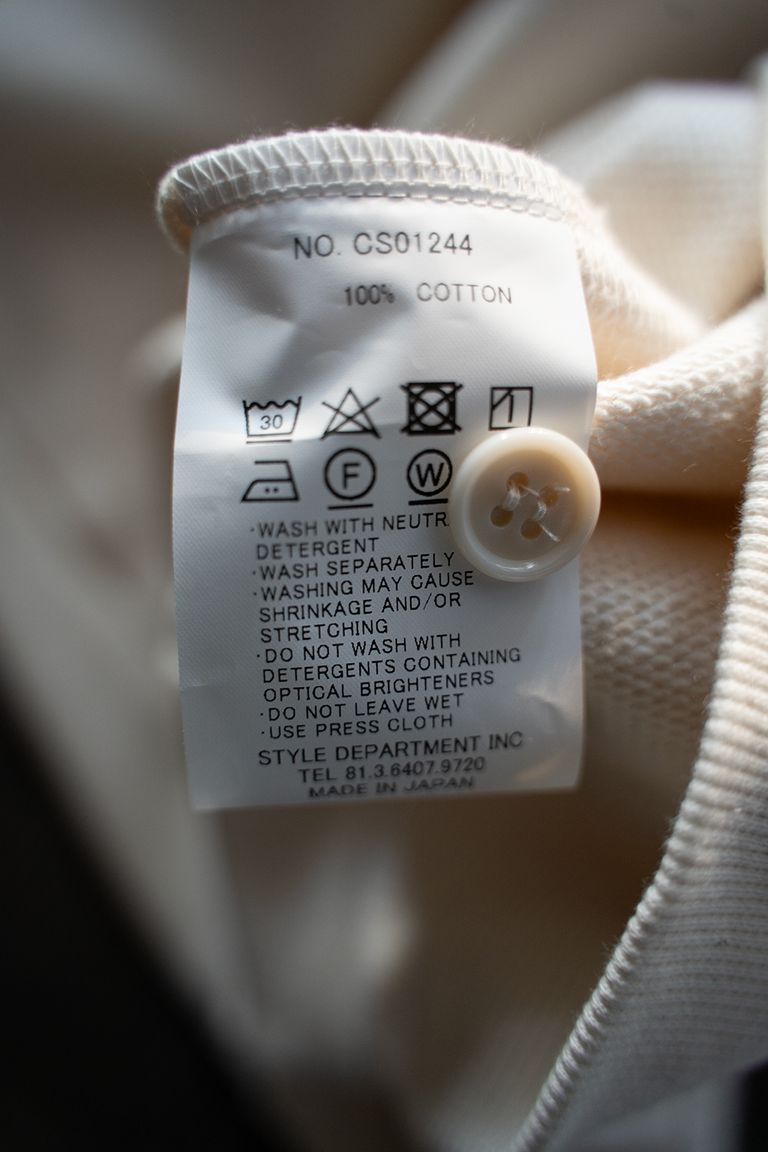 NO. CS01244
100% COTTON
30
F W
·WASH WITH NEUTR
DETERGENT
·WASH SEPARATELY
·WASHING MAY CAUSE
SHRINKAGE AND/OR
STRETCHING
·DO NOT WASH WITH
DETERGENTS CONTAINING
OPTICAL BRIGHTENERS
·DO NOT LEAVE WET
·USE PRESS CLOTH
STYLE DEPARTMENT INC
TEL 81.3.6407.9720
MADE IN JAPAN